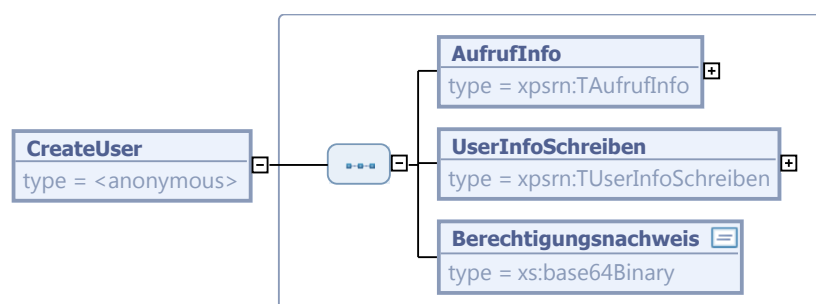 AufrufInfo
type = xpsrn:TAufrufInfo
CreateUser
type = <anonymous>
UserInfoSchreiben
type = xpsrn:TUserInfoSchreiben
Berechtigungsnachweis
type = xs:base64Binary